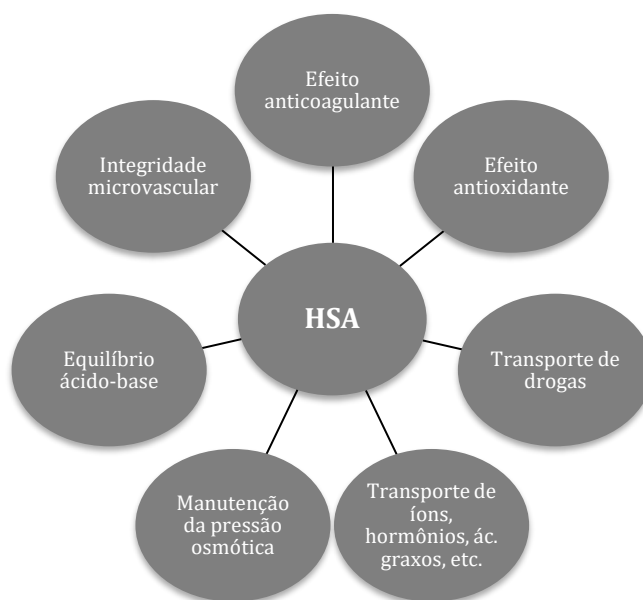 Efeito
anticoagulante
Integridade
microvascular
Efeito
antioxidante
HSA
Equilíbrio
ácido-base
Transporte de
drogas
Manutenção
da pressão
osmótica
Transporte de
íons,
hormônios, ác.
graxos, etc.